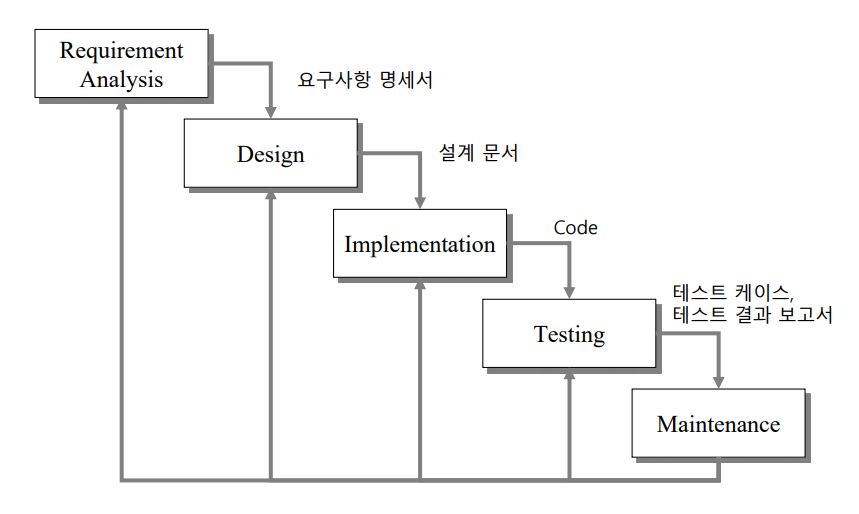 Requirement
Analysis
요구사항 명세서
Design
설계 문서
Implementation
Code
테스트 케이스,
테스트 결과 보고서
Testing
Maintenance